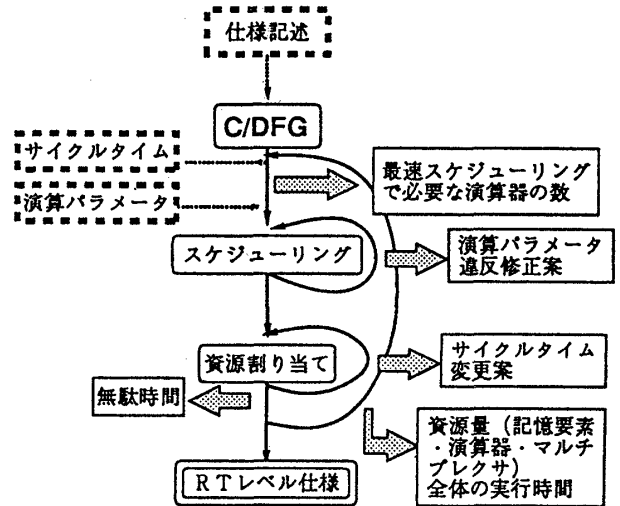 仕様記述
C/DFG
サイクルタイム
演算パラメータ
最速スケジューリング
で必要な演算器の数
スケジューリング
演算パラメータ
違反修正案
資源割り当て
サイクルタイム
変更案
無駄時間
資源量（記憶要素
・演算器・マルチ
プレクサ）
全体の実行時間
ＲＴレベル仕様